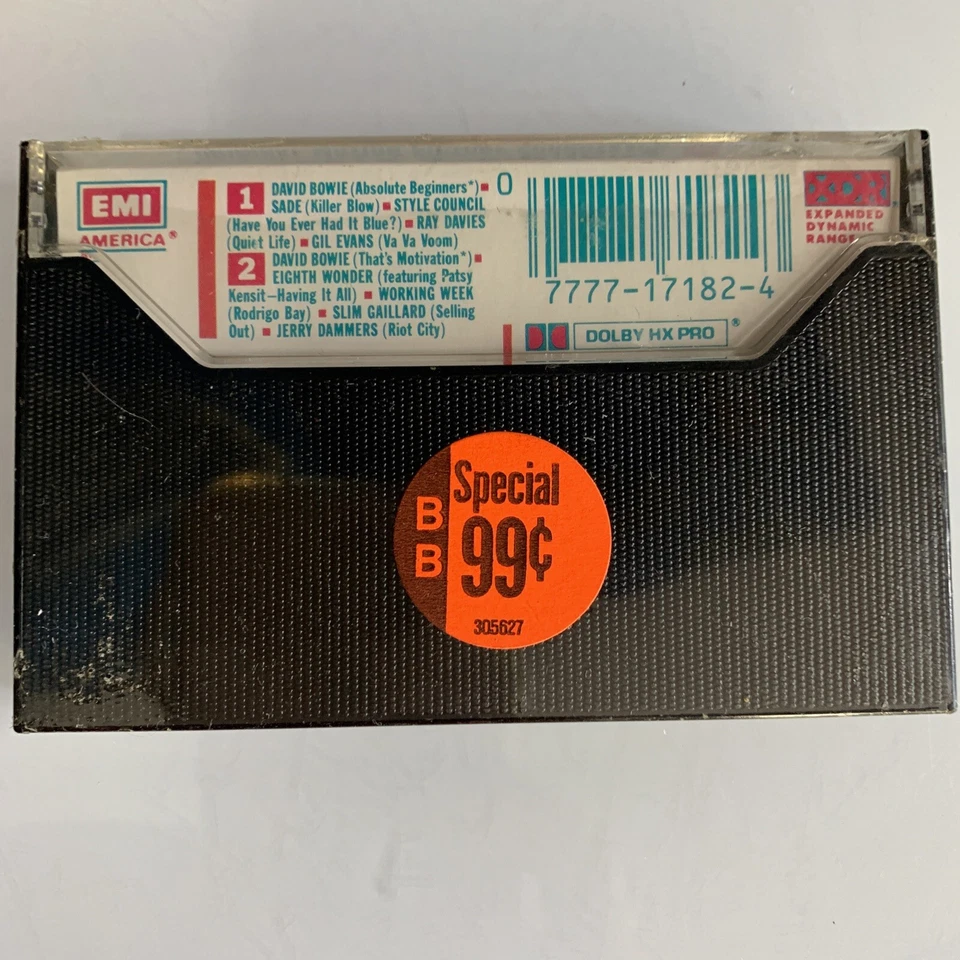 EMI
AMERICA®
1 DAVID BOWIE (Absolute Beginners*) ▪
SADE (Killer Blow) ▪ STYLE COUNCIL
(Have You Ever Had It Blue?) ▪ RAY DAVIES
(Quiet Life) ▪ GIL EVANS (Va Va Voom)
2 DAVID BOWIE (That's Motivation*) ▪
EIGHTH WONDER (featuring Patsy
Kensit—Having It All) ▪ WORKING WEEK
(Rodrigo Bay) ▪ SLIM GAILLARD (Selling
Out) ▪ JERRY DAMMERS (Riot City)
0
7777-17182-4
DOLBY HX PRO®
EXPANDED
DYNAMIC
RANGE
BB
Special
99¢
305627